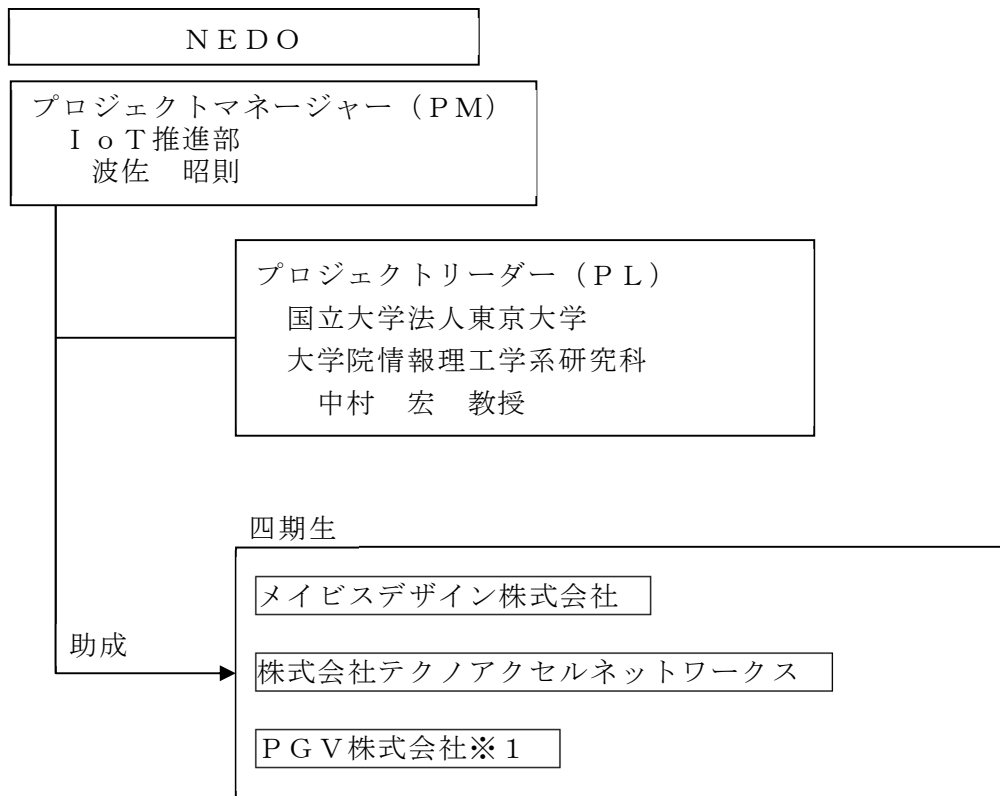 ＮＥＤＯ
プロジェクトマネージャー（ＰＭ）
ＩｏＴ推進部
波佐　昭則
プロジェクトリーダー（ＰＬ）
国立大学法人東京大学
大学院情報理工学系研究科
中村　宏　教授
四期生
メイビスデザイン株式会社
助成
株式会社テクノアクセルネットワークス
ＰＧＶ株式会社※１